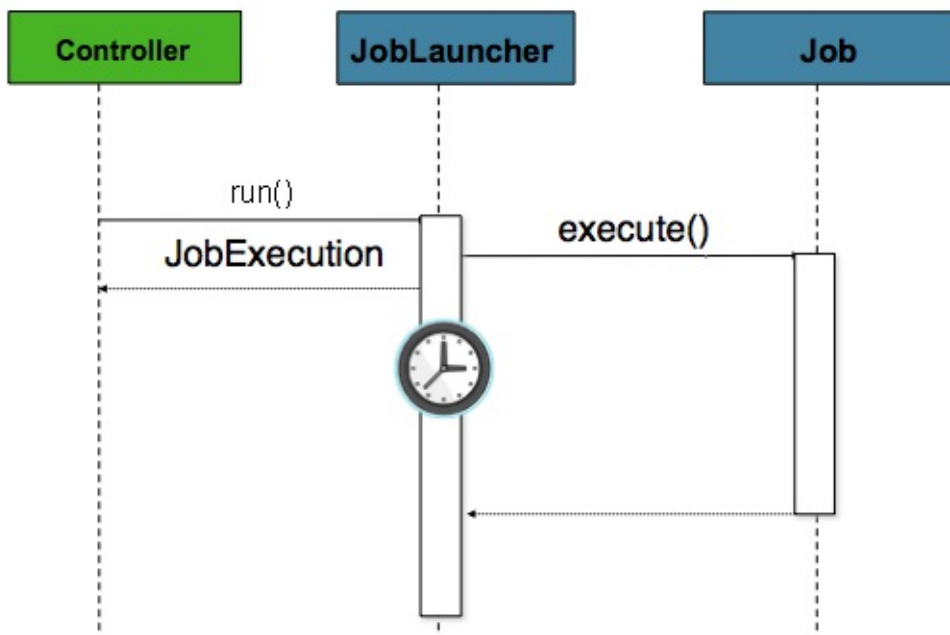 Controller
JobLauncher
Job
run()
execute()
JobExecution